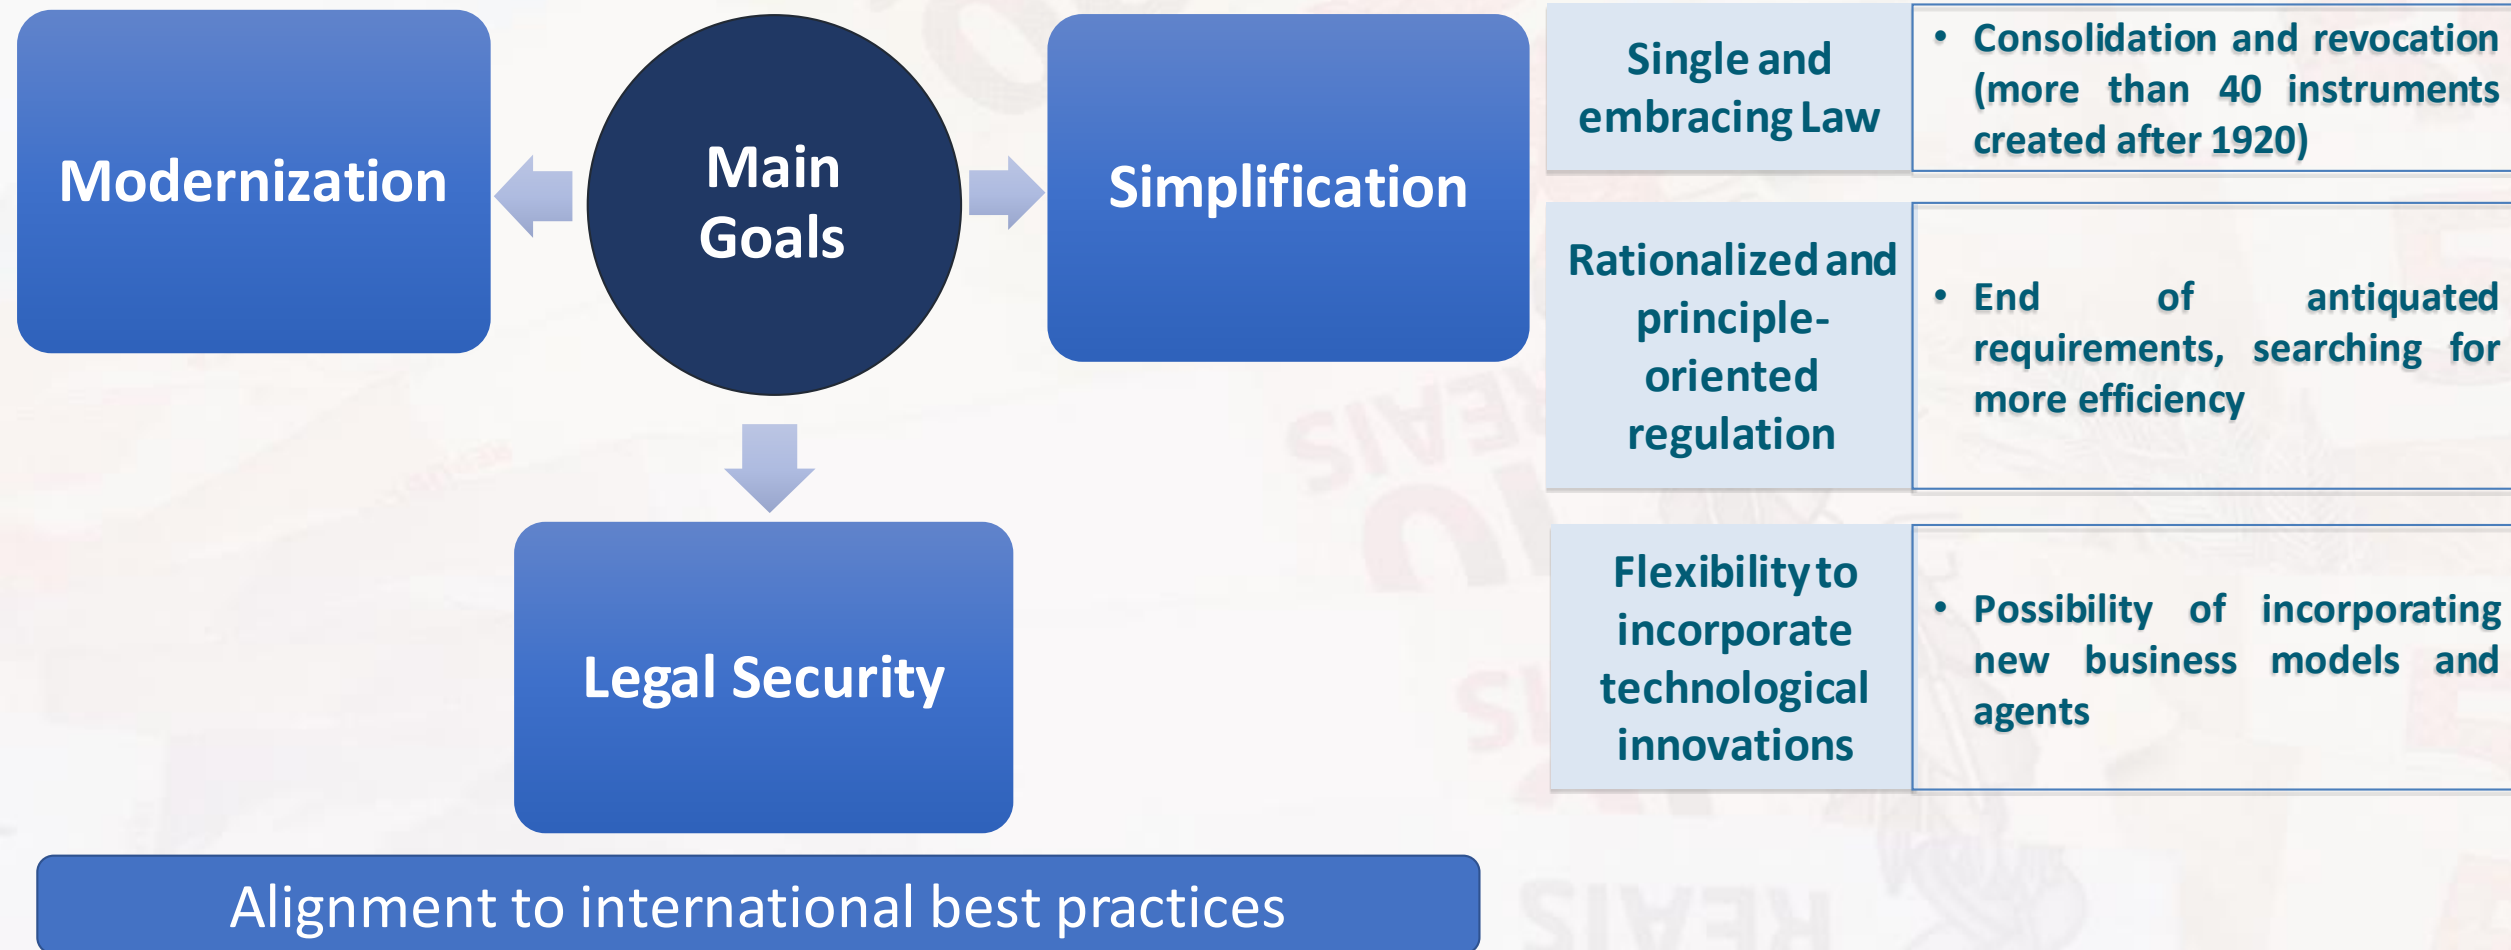 Modernization
Main
Goals
Simplification
Legal Security
Alignment to international best practices
Single and
embracing Law
• Consolidation and revocation
(more than 40 instruments
created after 1920)
Rationalized and
principle-
oriented
regulation
• End of antiquated
requirements, searching for
more efficiency
Flexibility to
incorporate
technological
innovations
• Possibility of incorporating
new business models and
agents
REAIS
REAIS